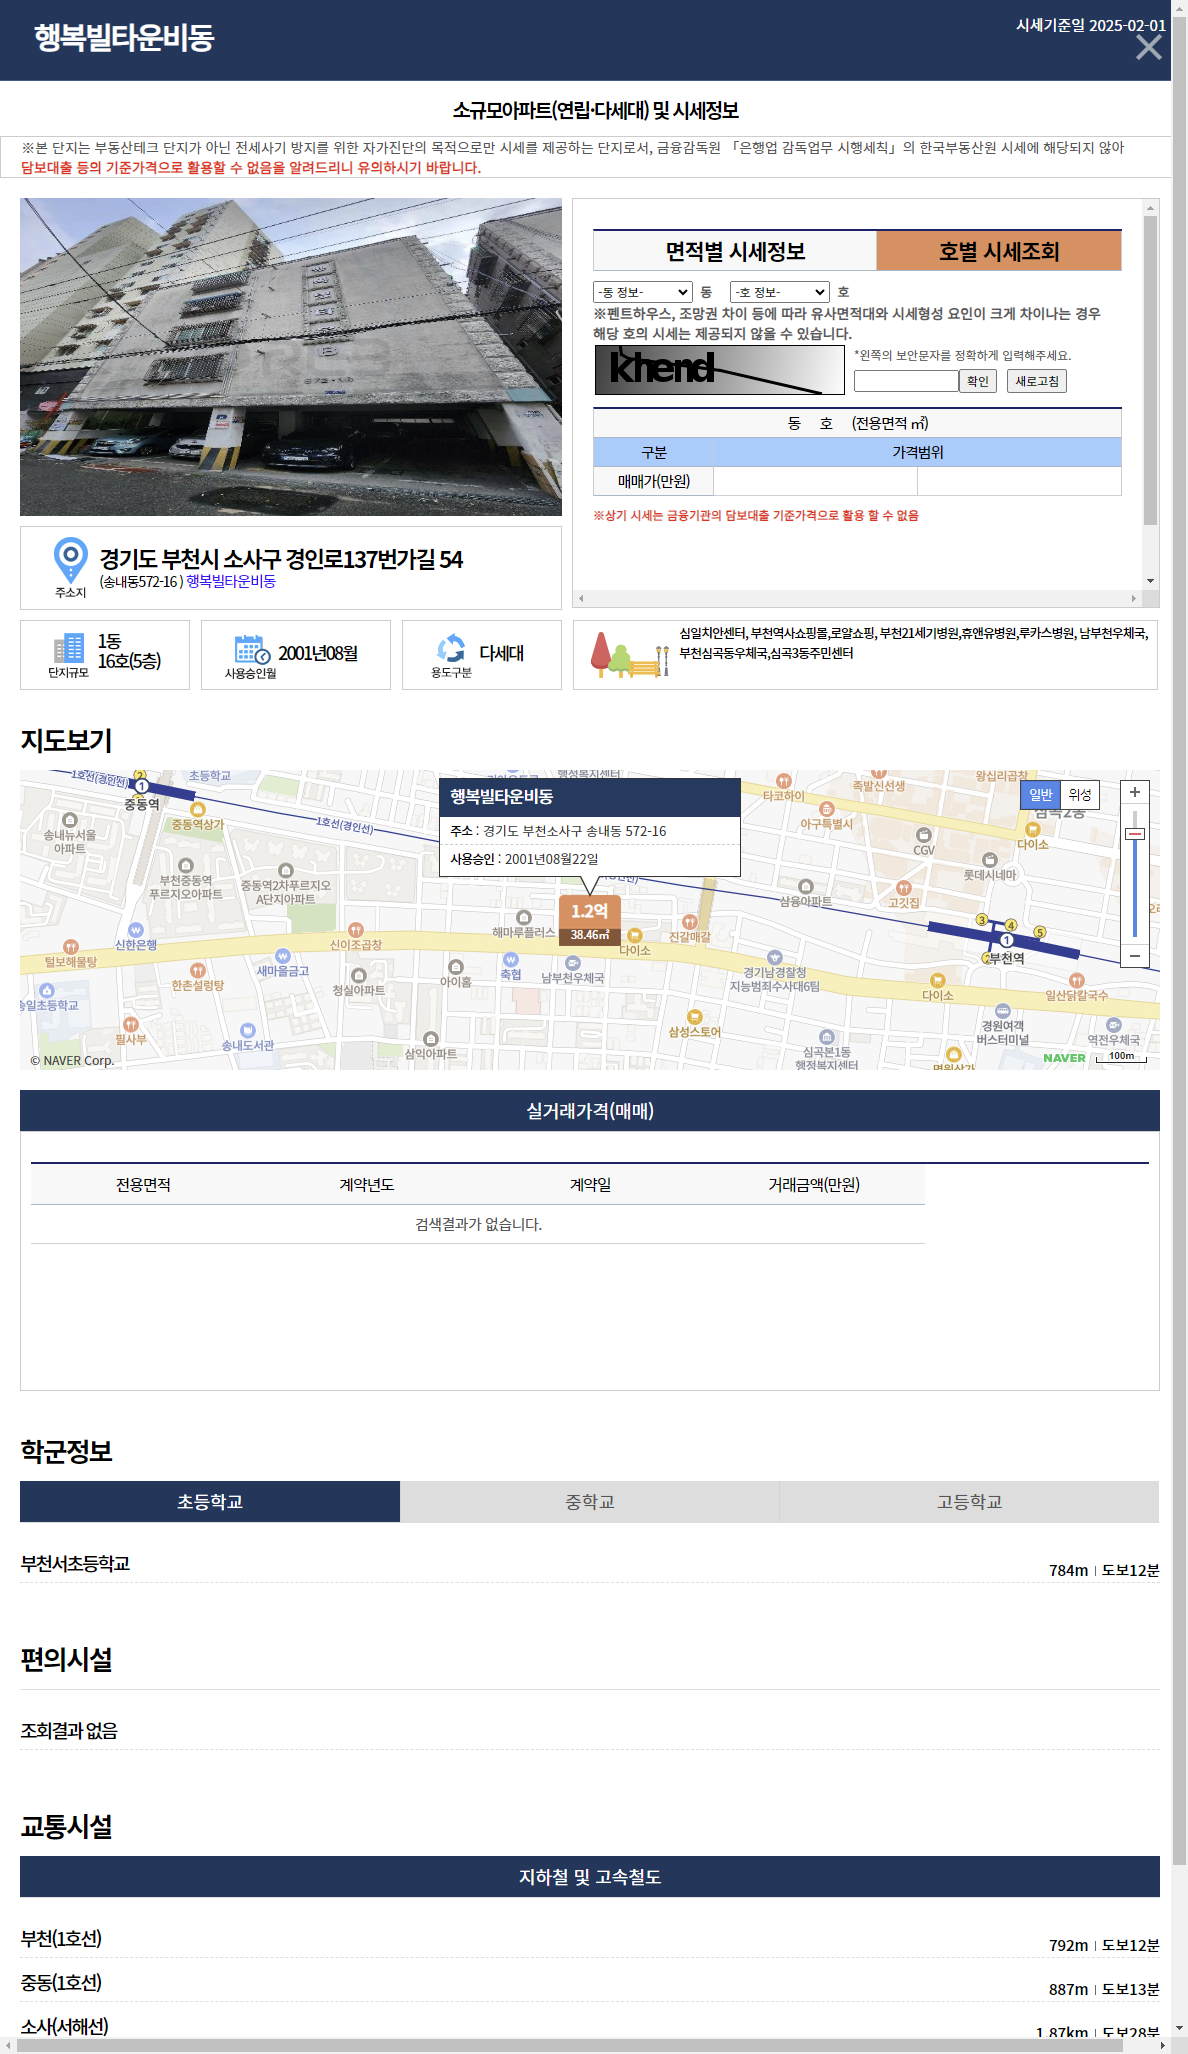 행복빌타운비동
시세기준일 2025-02-01
소규모아파트(연립·다세대) 및 시세정보
※본 단지는 부동산테크 단지가 아닌 전세사기 방지를 위한 자가진단의 목적으로만 시세를 제공하는 단지로서, 금융감독원 「은행업 감독업무 시행세칙」의 한국부동산원 시세에 해당되지 않아
담보대출 등의 기준가격으로 활용할 수 없음을 알려드리니 유의하시기 바랍니다.
면적별 시세정보
호별 시세조회
-동 정보- 동 -호 정보- 호
※펜트하우스, 조망권 차이 등에 따라 유사면적대와 시세형성 요인이 크게 차이나는 경우
해당 호의 시세는 제공되지 않을 수 있습니다.
*왼쪽의 보안문자를 정확하게 입력해주세요.
khend
확인 새로고침
동 호 (전용면적 ㎡)
구분 가격범위
매매가(만원)
※상기 시세는 금융기관의 담보대출 기준가격으로 활용 할 수 없음
주소지
경기도 부천시 소사구 경인로137번가길 54
(송내동572-16 ) 행복빌타운비동
단지규모
1동
16호(5층)
사용승인월
2001년08월
용도구분
다세대
심일치안센터, 부천역사쇼핑몰,로얄쇼핑, 부천21세기병원,휴앤유병원,루카스병원, 남부천우체국,
부천심곡동우체국,심곡3동주민센터
지도보기
1호선(경인선)
초등학교
행정복지센터
왕십리곱창
중동역
중동역상가
1호선(경인선)
송내뉴서울
아파트
부천중동역
푸르지오아파트
중동역2차푸르지오
A단지아파트
행복빌타운비동
주소 : 경기도 부천소사구 송내동 572-16
사용승인 : 2001년08월22일
1.2억
38.46㎡
타코하이
족발신선생
아구특별시
CGV
다이소
롯데시네마
고깃집
삼융아파트
일반 위성
해마루플러스
다이소
진갈매갈
신한은행
신이조곱창
털보해물탕
새마을금고
한촌설렁탕
청실아파트
아이홈
축협
남부천우체국
경기남경찰청
지능범죄수사대6팀
부천역
다이소
일산닭칼국수
송일초등학교
필사부
송내도서관
삼익아파트
삼성스토어
심곡본1동
행정복지센터
경원여객
버스터미널
역전우체국
명원상가
© NAVER Corp.
NAVER 100m
실거래가격(매매)
전용면적 계약년도 계약일 거래금액(만원)
검색결과가 없습니다.
학군정보
초등학교 중학교 고등학교
부천서초등학교 784m 도보12분
편의시설
조회결과 없음
교통시설
지하철 및 고속철도
부천(1호선) 792m 도보12분
중동(1호선) 887m 도보13분
소사(서해선) 1.87km 도보28분